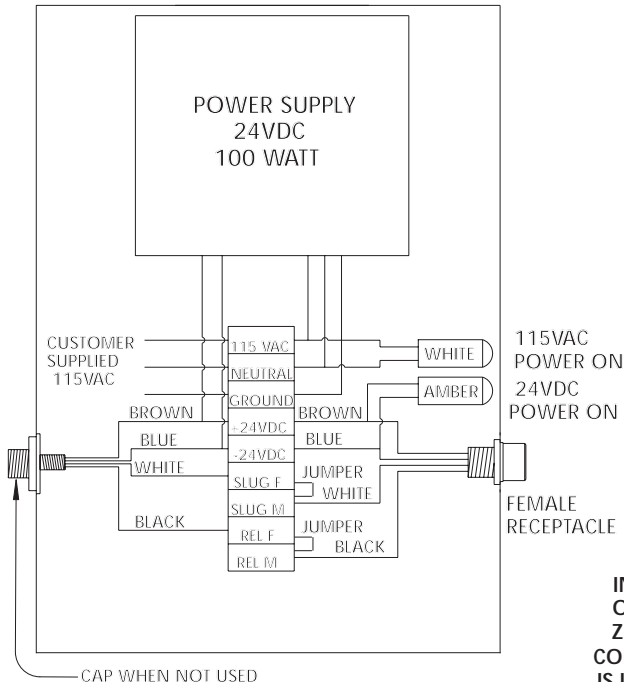 POWER SUPPLY
24VDC
100 WATT
CUSTOMER
SUPPLIED
115VAC
115 VAC
NEUTRAL
GROUND
+24VDC
-24VDC
SLUG F
SLUG M
REL F
REL M
WHITE
115VAC
POWER ON
AMBER
24VDC
POWER ON
BROWN
BLUE
WHITE
BLACK
BROWN
BLUE
JUMPER
WHITE
JUMPER
BLACK
FEMALE
RECEPTACLE
CAP WHEN NOT USED